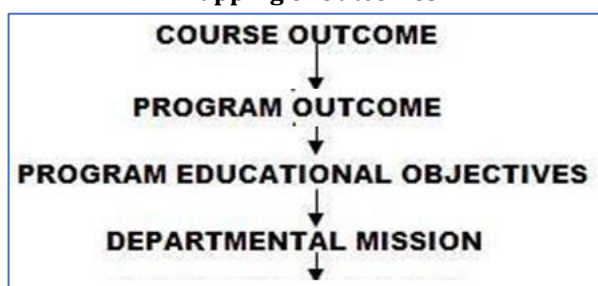 COURSE OUTCOME
PROGRAM OUTCOME
PROGRAM EDUCATIONAL OBJECTIVES
DEPARTMENTAL MISSION